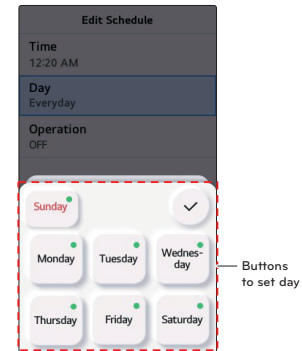 Edit Schedule
Time
12:20 AM
Day
Everyday
Operation
OFF
Sunday
Monday
Tuesday
Wednes-
day
Thursday
Friday
Saturday
Buttons
to set day